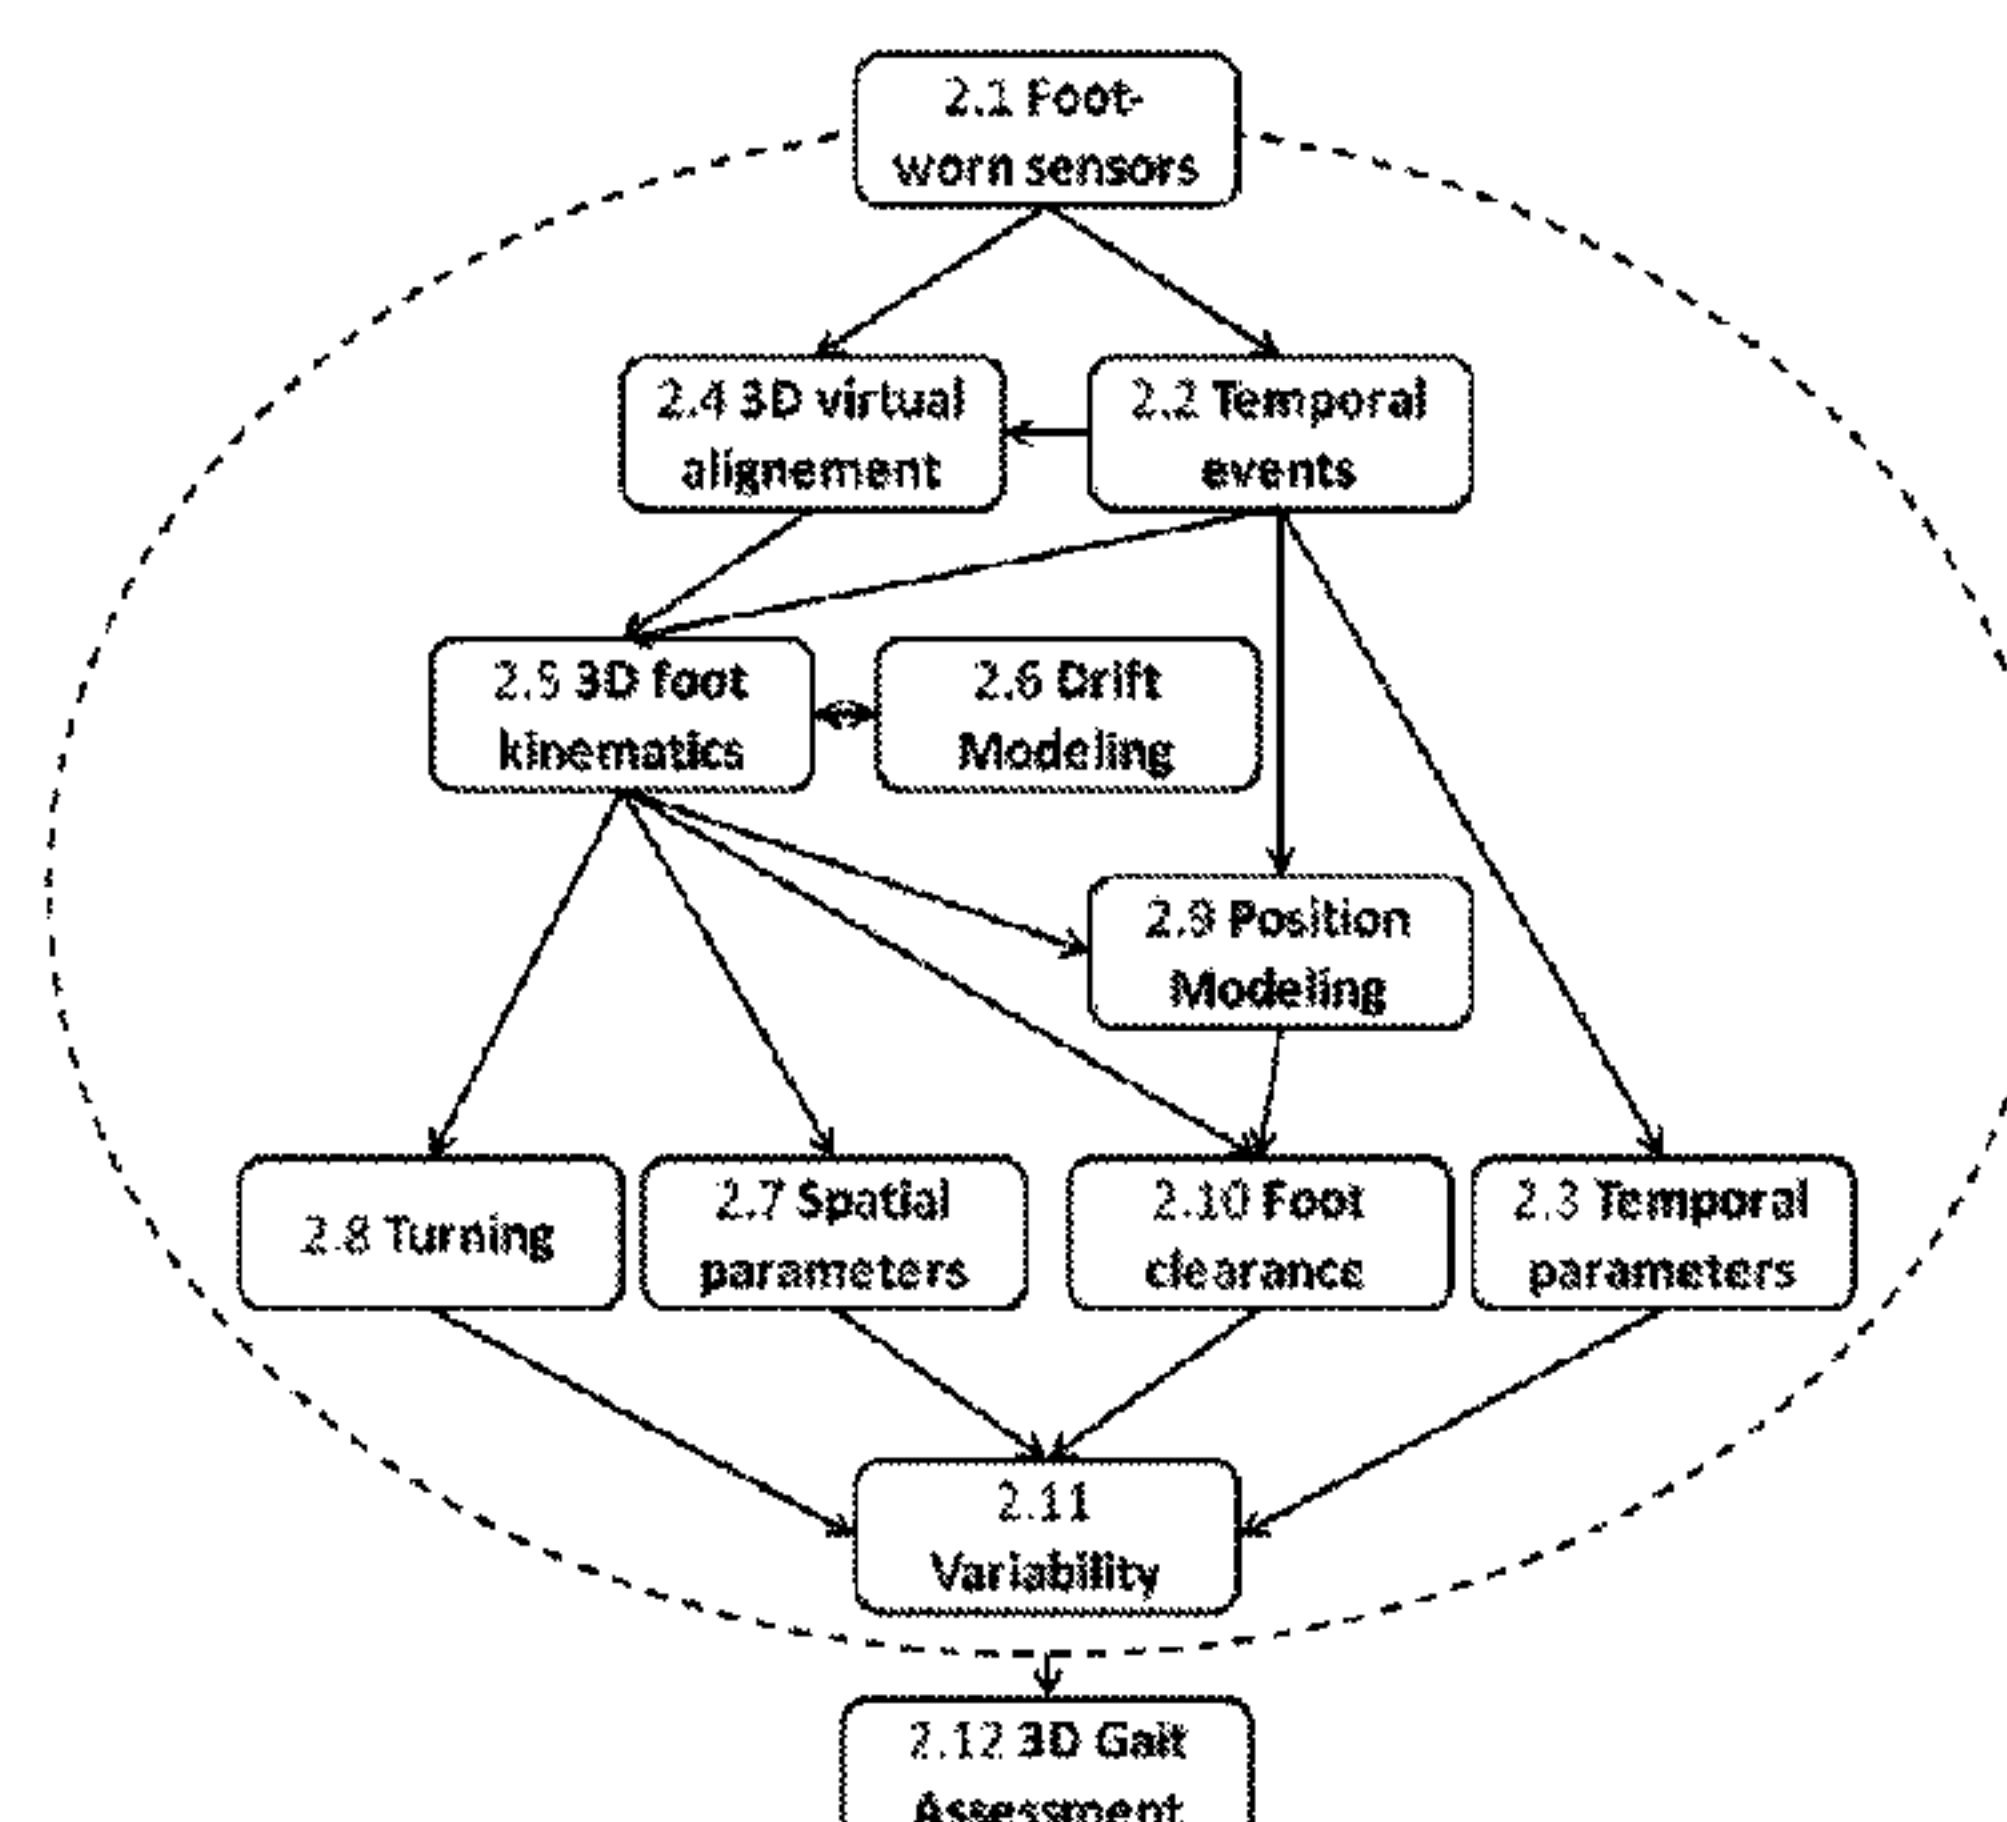 2.1 Foot-
worn sensors
2.4 3D virtual
alignement
2.2 Temporal
events
2.5 3D foot
kinematics
2.6 Drift
Modeling
2.9 Position
Modeling
2.8 Turning
2.7 Spatial
parameters
2.10 Foot
clearance
2.3 Temporal
parameters
2.11
Variability
2.12 3D Gait
Assessment